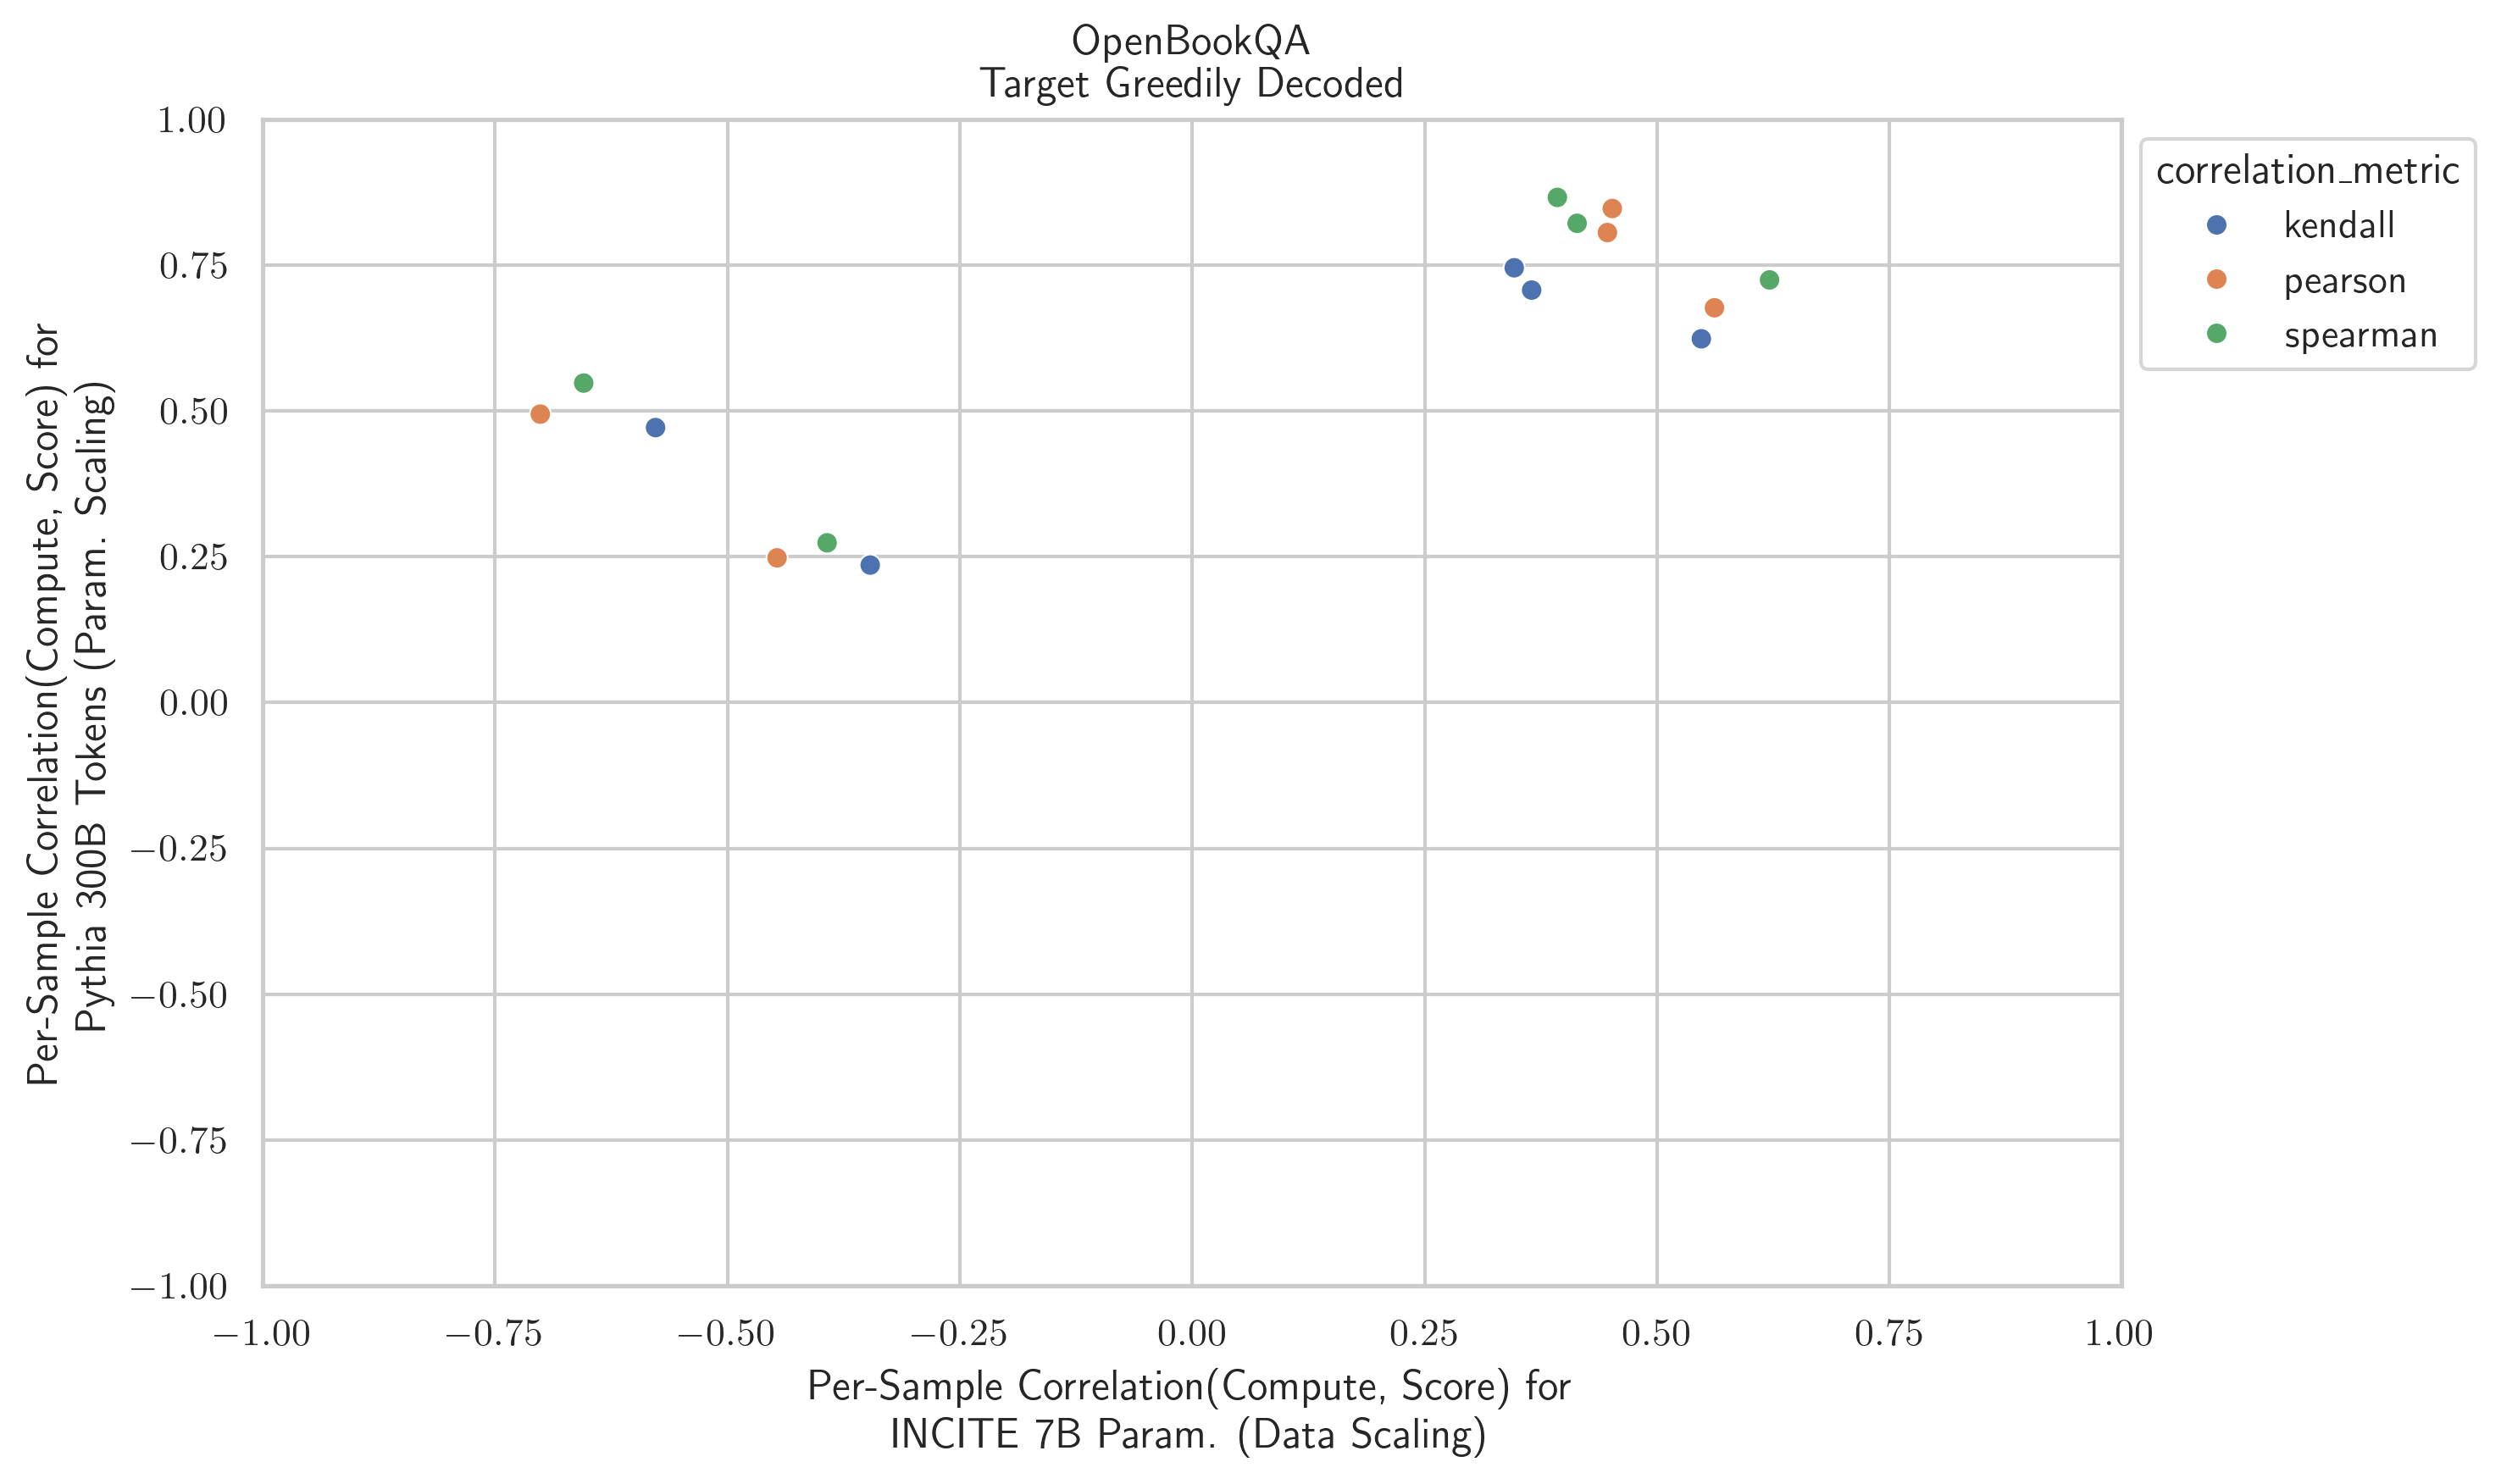 OpenBookQA
Target Greedily Decoded
1.00
0.75
0.50
0.25
0.00
−0.25
−0.50
−0.75
−1.00
Per-Sample Correlation(Compute, Score) for
Pythia 300B Tokens (Param. Scaling)
−1.00
−0.75
−0.50
−0.25
0.00
0.25
0.50
0.75
1.00
Per-Sample Correlation(Compute, Score) for
INCITE 7B Param. (Data Scaling)
correlation_metric
kendall
pearson
spearman